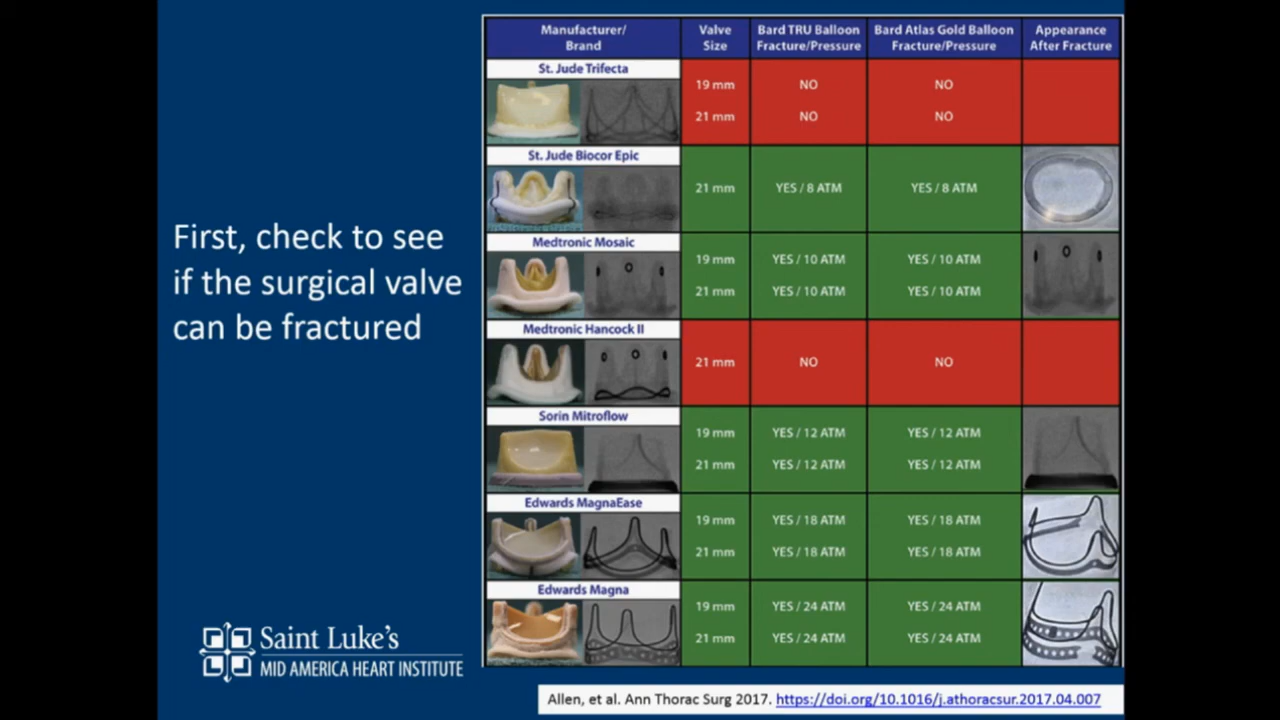 First, check to see
if the surgical valve
can be fractured
Saint Luke's
MID AMERICA HEART INSTITUTE
Manufacturer/
Brand
Valve
Size
Bard TRU Balloon
Fracture/Pressure
Bard Atlas Gold Balloon
Fracture/Pressure
Appearance
After Fracture
St. Jude Trifecta
19 mm NO NO
21 mm NO NO
St. Jude Biocor Epic
21 mm YES / 8 ATM YES / 8 ATM
Medtronic Mosaic
19 mm YES / 10 ATM YES / 10 ATM
21 mm YES / 10 ATM YES / 10 ATM
Medtronic Hancock II
21 mm NO NO
Sorin Mitroflow
19 mm YES / 12 ATM YES / 12 ATM
21 mm YES / 12 ATM YES / 12 ATM
Edwards MagnaEase
19 mm YES / 18 ATM YES / 18 ATM
21 mm YES / 18 ATM YES / 18 ATM
Edwards Magna
19 mm YES / 24 ATM YES / 24 ATM
21 mm YES / 24 ATM YES / 24 ATM
Allen, et al. Ann Thorac Surg 2017. https://doi.org/10.1016/j.athoracsur.2017.04.007